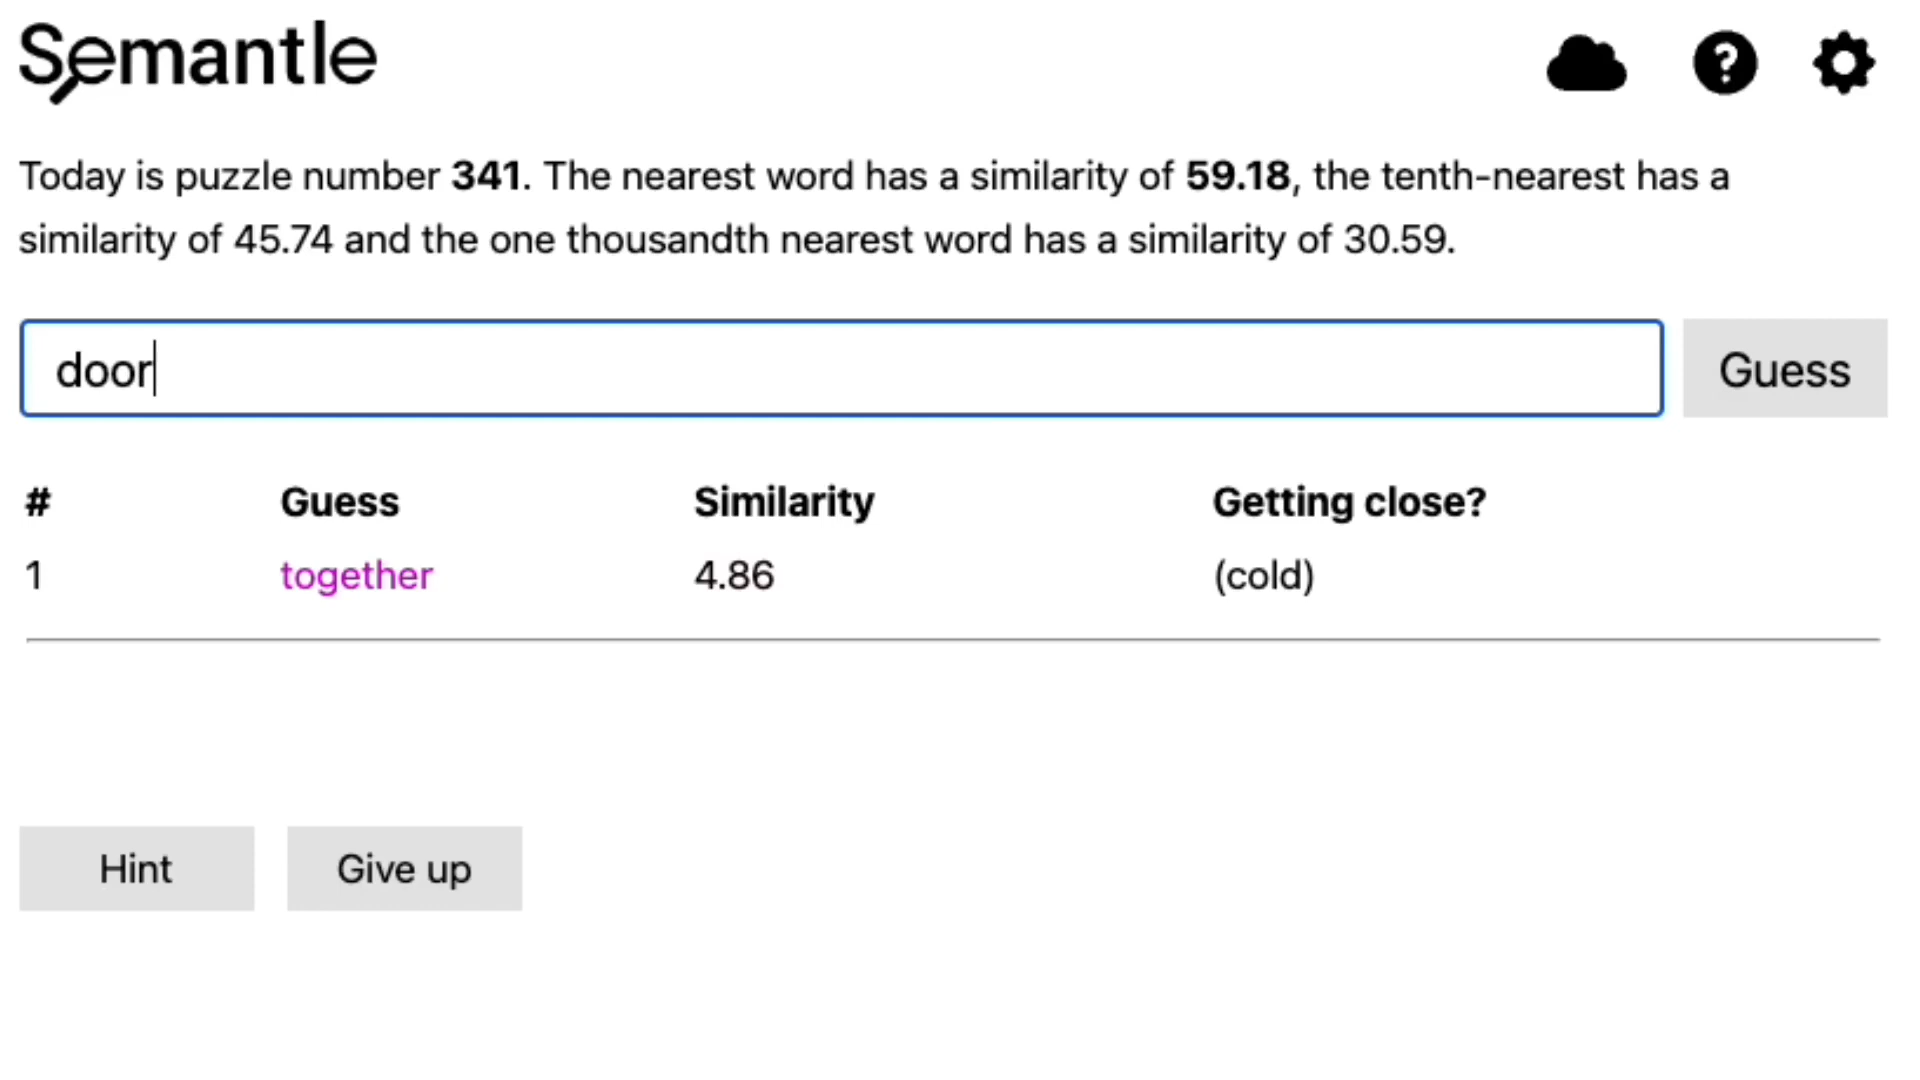 Semantle
Today is puzzle number 341. The nearest word has a similarity of 59.18, the tenth-nearest has a
similarity of 45.74 and the one thousandth nearest word has a similarity of 30.59.
door
Guess
# Guess Similarity Getting close?
1 together 4.86 (cold)
Hint Give up